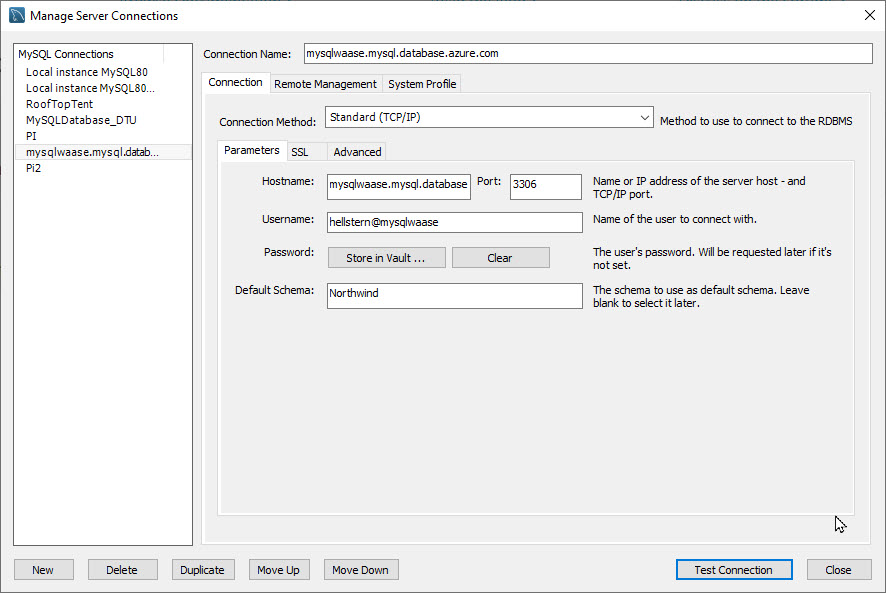 Manage Server Connections
MySQL Connections
Local instance MySQL80
Local instance MySQL80...
RoofTopTent
MySQLDatabase_DTU
PI
mysqlwaase.mysql.datab...
Pi2
Connection Name: mysqlwaase.mysql.database.azure.com
Connection Remote Management System Profile
Connection Method: Standard (TCP/IP) Method to use to connect to the RDBMS
Parameters SSL Advanced
Hostname: mysqlwaase.mysql.database Port: 3306 Name or IP address of the server host - and
TCP/IP port.
Username: hellstern@mysqlwaase Name of the user to connect with.
Password: Store in Vault ... Clear The user's password. Will be requested later if it's
not set.
Default Schema: Northwind The schema to use as default schema. Leave
blank to select it later.
New Delete Duplicate Move Up Move Down Test Connection Close